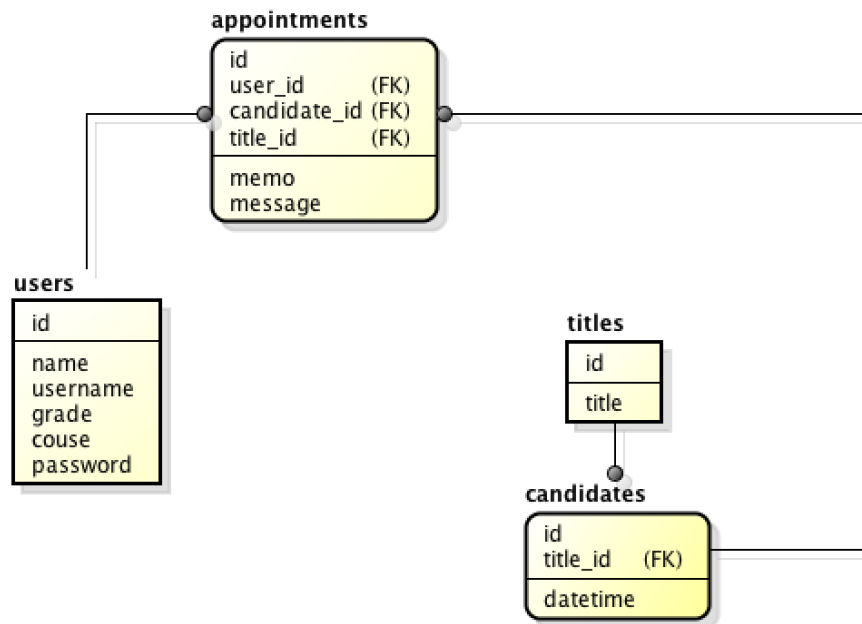 appointments
id
user_id (FK)
candidate_id (FK)
title_id (FK)
memo
message
users
id
name
username
grade
couse
password
titles
id
title
candidates
id
title_id (FK)
datetime